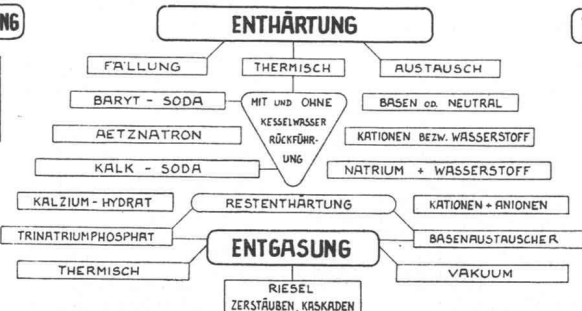 NG
ENTHÄRTUNG
FÄLLUNG
THERMISCH
AUSTAUSCH
BARYT - SODA
MIT UND OHNE
KESSELWASSER
RÜCKFÜHR-
UNG
BASEN OD. NEUTRAL
AETZNATRON
KATIONEN BEZW. WASSERSTOFF
KALK - SODA
NATRIUM + WASSERSTOFF
KALZIUM - HYDRAT
RESTENTHÄRTUNG
KATIONEN + ANIONEN
TRINATRIUMPHOSPHAT
ENTGASUNG
BASENAUSTAUSCHER
THERMISCH
VAKUUM
RIESEL
ZERSTÄUBEN, KASKADEN